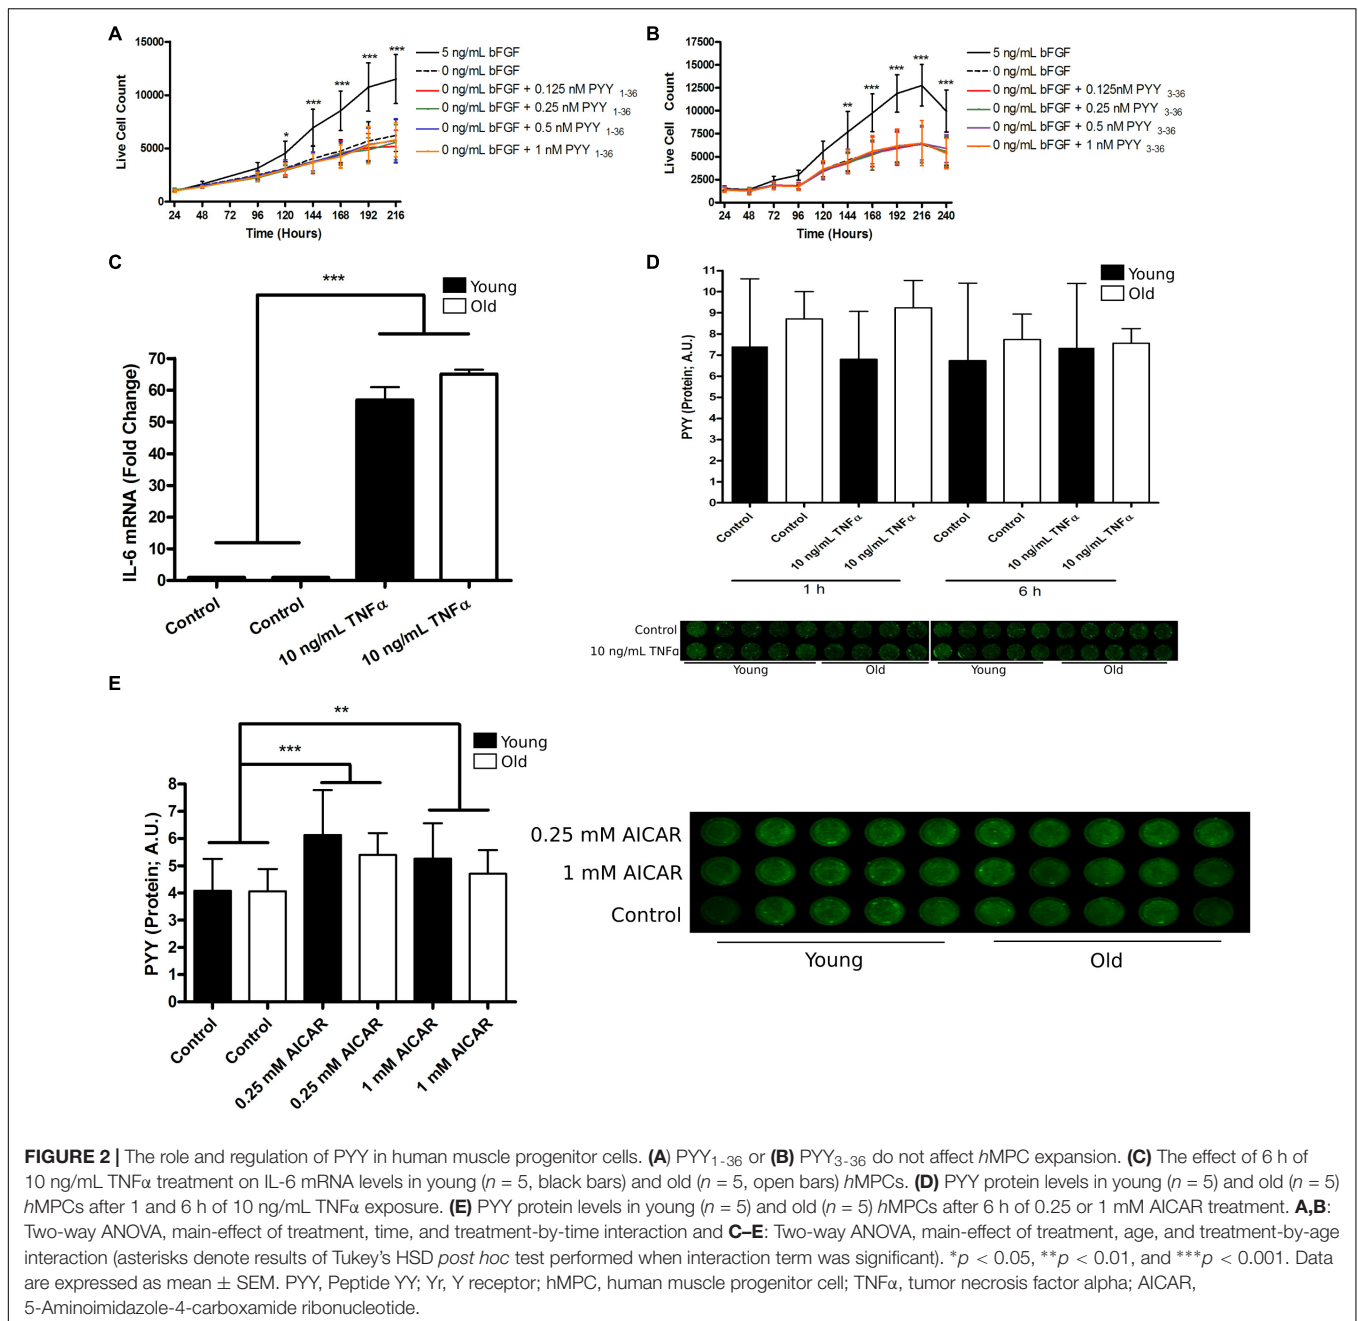 A
15000
10000
5000
0
Live Cell Count
24 48 72 96 120 144 168 192 216
Time (Hours)
* *** *** *** ***
5 ng/mL bFGF
0 ng/mL bFGF
0 ng/mL bFGF + 0.125 nM PYY 1-36
0 ng/mL bFGF + 0.25 nM PYY 1-36
0 ng/mL bFGF + 0.5 nM PYY 1-36
0 ng/mL bFGF + 1 nM PYY 1-36
B
17500
15000
12500
10000
7500
5000
2500
0
Live Cell Count
24 48 72 96 120 144 168 192 216 240
Time (Hours)
** *** *** *** ***
5 ng/mL bFGF
0 ng/mL bFGF
0 ng/mL bFGF + 0.125nM PYY 3-36
0 ng/mL bFGF + 0.25 nM PYY 3-36
0 ng/mL bFGF + 0.5 nM PYY 3-36
0 ng/mL bFGF + 1 nM PYY 3-36
C
***
Young
Old
70
60
50
40
30
20
10
0
IL-6 mRNA (Fold Change)
Control
Control
10 ng/mL TNFα
10 ng/mL TNFα
D
Young
Old
11
10
9
8
7
6
5
4
3
2
1
0
PYY (Protein; A.U.)
Control
Control
10 ng/mL TNFα
10 ng/mL TNFα
Control
Control
10 ng/mL TNFα
10 ng/mL TNFα
1 h
6 h
Control
10 ng/mL TNFα
Young Old Young Old
E
**
***
Young
Old
8
7
6
5
4
3
2
1
0
PYY (Protein; A.U.)
Control
Control
0.25 mM AICAR
0.25 mM AICAR
1 mM AICAR
1 mM AICAR
0.25 mM AICAR
1 mM AICAR
Control
Young Old
FIGURE 2 | The role and regulation of PYY in human muscle progenitor cells. (A) PYY1-36 or (B) PYY3-36 do not affect hMPC expansion. (C) The effect of 6 h of
10 ng/mL TNFα treatment on IL-6 mRNA levels in young (n = 5, black bars) and old (n = 5, open bars) hMPCs. (D) PYY protein levels in young (n = 5) and old (n = 5)
hMPCs after 1 and 6 h of 10 ng/mL TNFα exposure. (E) PYY protein levels in young (n = 5) and old (n = 5) hMPCs after 6 h of 0.25 or 1 mM AICAR treatment. A,B:
Two-way ANOVA, main-effect of treatment, time, and treatment-by-time interaction and C–E: Two-way ANOVA, main-effect of treatment, age, and treatment-by-age
interaction (asterisks denote results of Tukey's HSD post hoc test performed when interaction term was significant). *p < 0.05, **p < 0.01, and ***p < 0.001. Data
are expressed as mean ± SEM. PYY, Peptide YY; Yr, Y receptor; hMPC, human muscle progenitor cell; TNFα, tumor necrosis factor alpha; AICAR,
5-Aminoimidazole-4-carboxamide ribonucleotide.